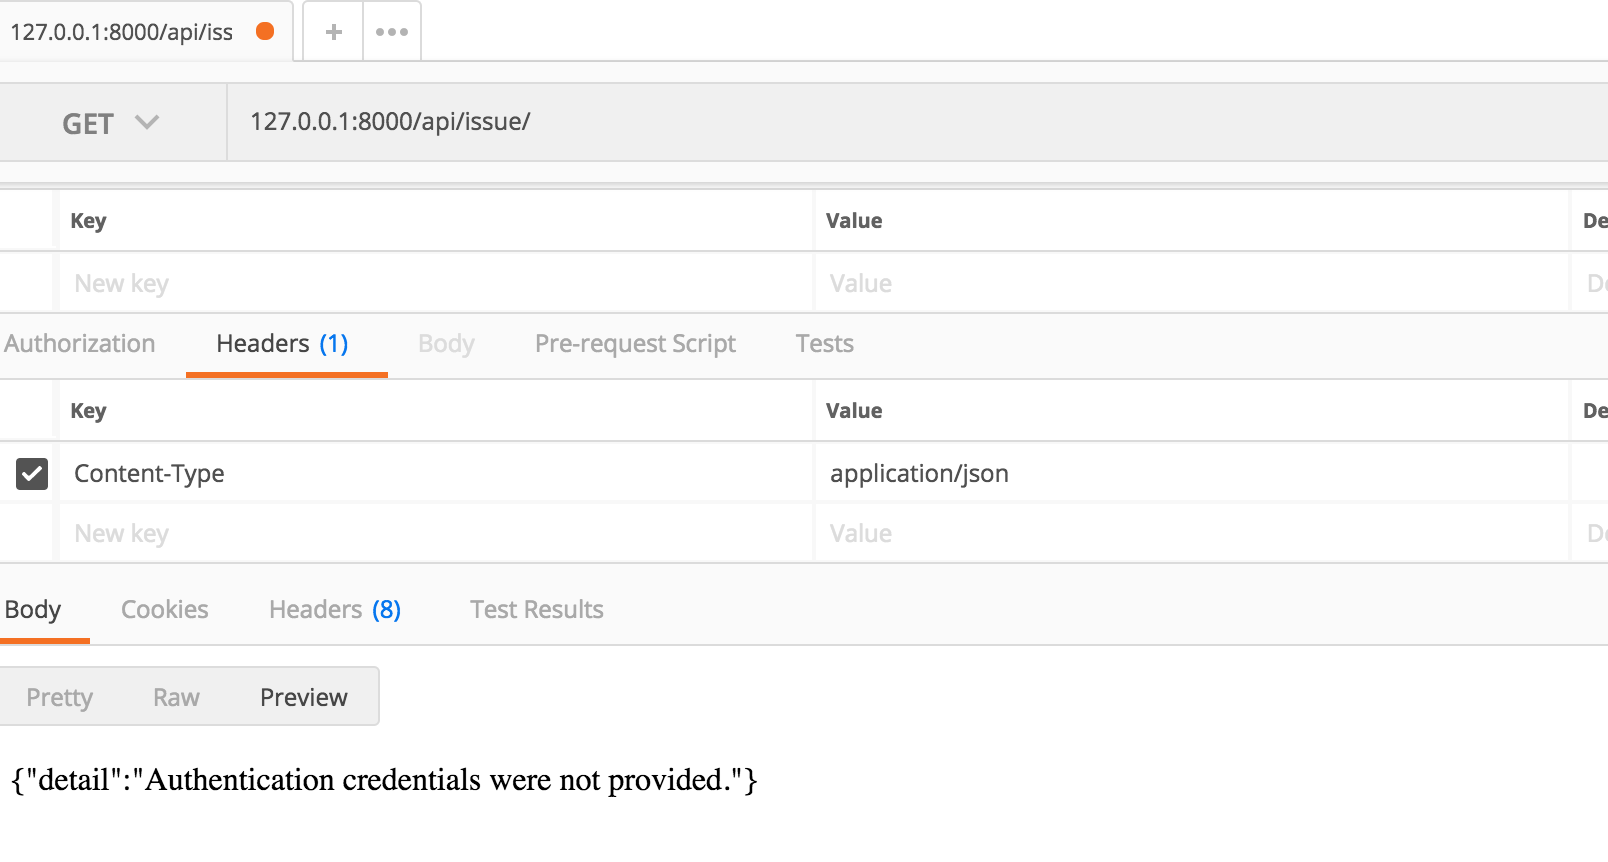 127.0.0.1:8000/api/iss
GET 127.0.0.1:8000/api/issue/
Key Value De
New key Value De
Authorization Headers (1) Body Pre-request Script Tests
Key Value De
Content-Type application/json
New key Value De
Body Cookies Headers (8) Test Results
Pretty Raw Preview
{"detail":"Authentication credentials were not provided."}